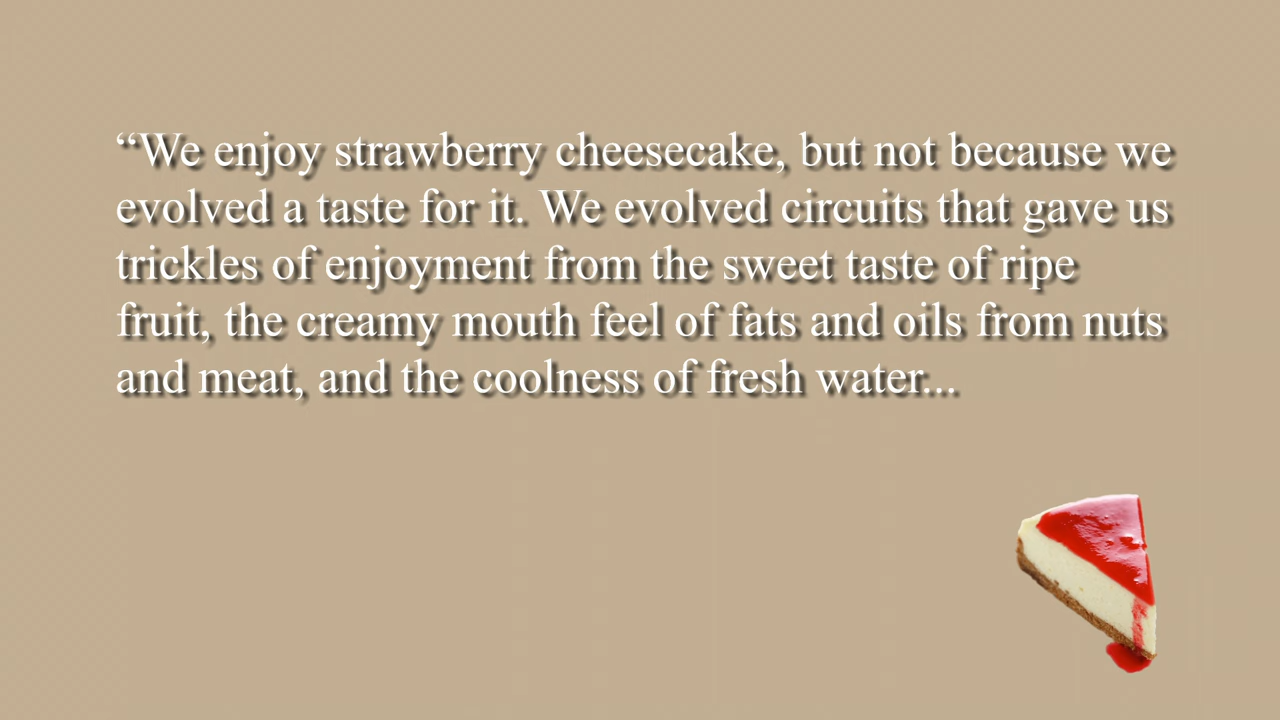 “We enjoy strawberry cheesecake, but not because we
evolved a taste for it. We evolved circuits that gave us
trickles of enjoyment from the sweet taste of ripe
fruit, the creamy mouth feel of fats and oils from nuts
and meat, and the coolness of fresh water...